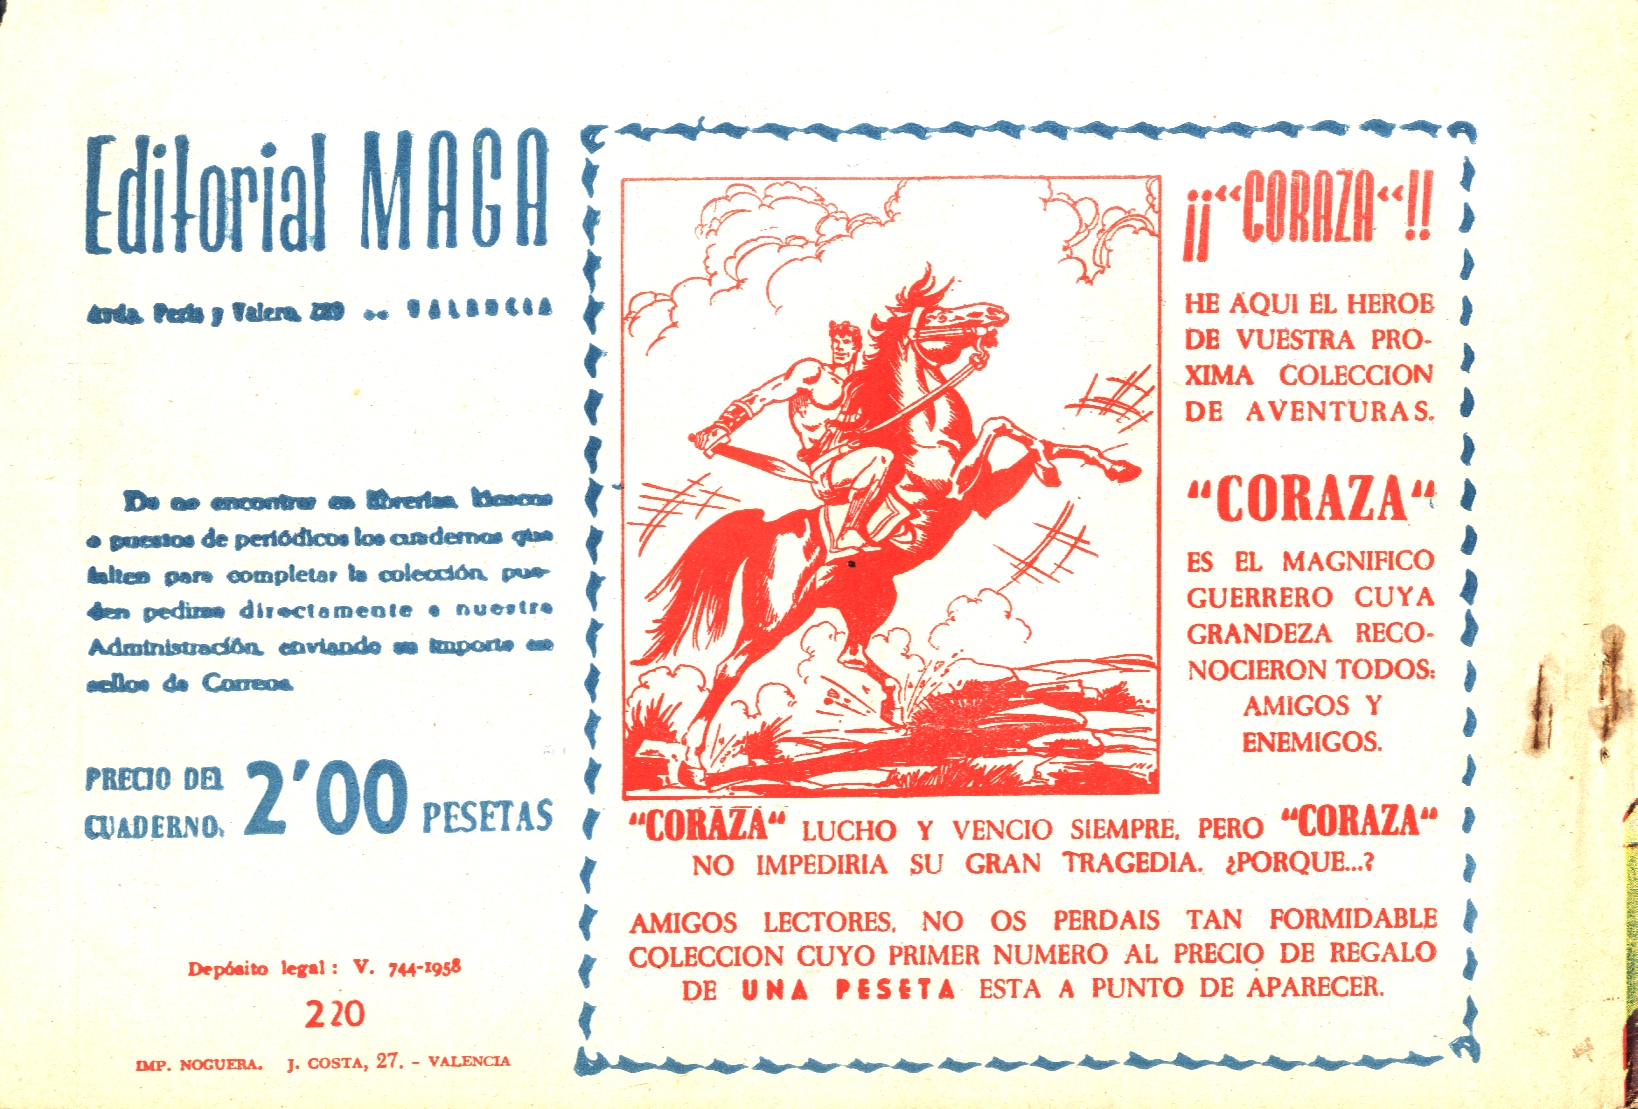 Editorial MAGA
Avda. Peris y Valero, — VALENCIA
De no encontrar en librerías, kioscos
o puestos de periódicos los cuadernos que
falten para completar la colección, pue-
den pedirse directamente a nuestra
Administración, enviando su importe en
sellos de Correos.
PRECIO DEL
CUADERNO, 2'00 PESETAS
Depósito legal : V. 744-1958
220
IMP. NOGUERA. J. COSTA, 27. - VALENCIA
¡¡“CORAZA“!!
HE AQUI EL HEROE
DE VUESTRA PRO-
XIMA COLECCION
DE AVENTURAS.
“CORAZA“
ES EL MAGNIFICO
GUERRERO CUYA
GRANDEZA RECO-
NOCIERON TODOS:
AMIGOS Y
ENEMIGOS.
“CORAZA“ LUCHO Y VENCIO SIEMPRE, PERO “CORAZA“
NO IMPEDIRIA SU GRAN TRAGEDIA. ¿PORQUE...?
AMIGOS LECTORES, NO OS PERDAIS TAN FORMIDABLE
COLECCION CUYO PRIMER NUMERO AL PRECIO DE REGALO
DE UNA PESETA ESTA A PUNTO DE APARECER.